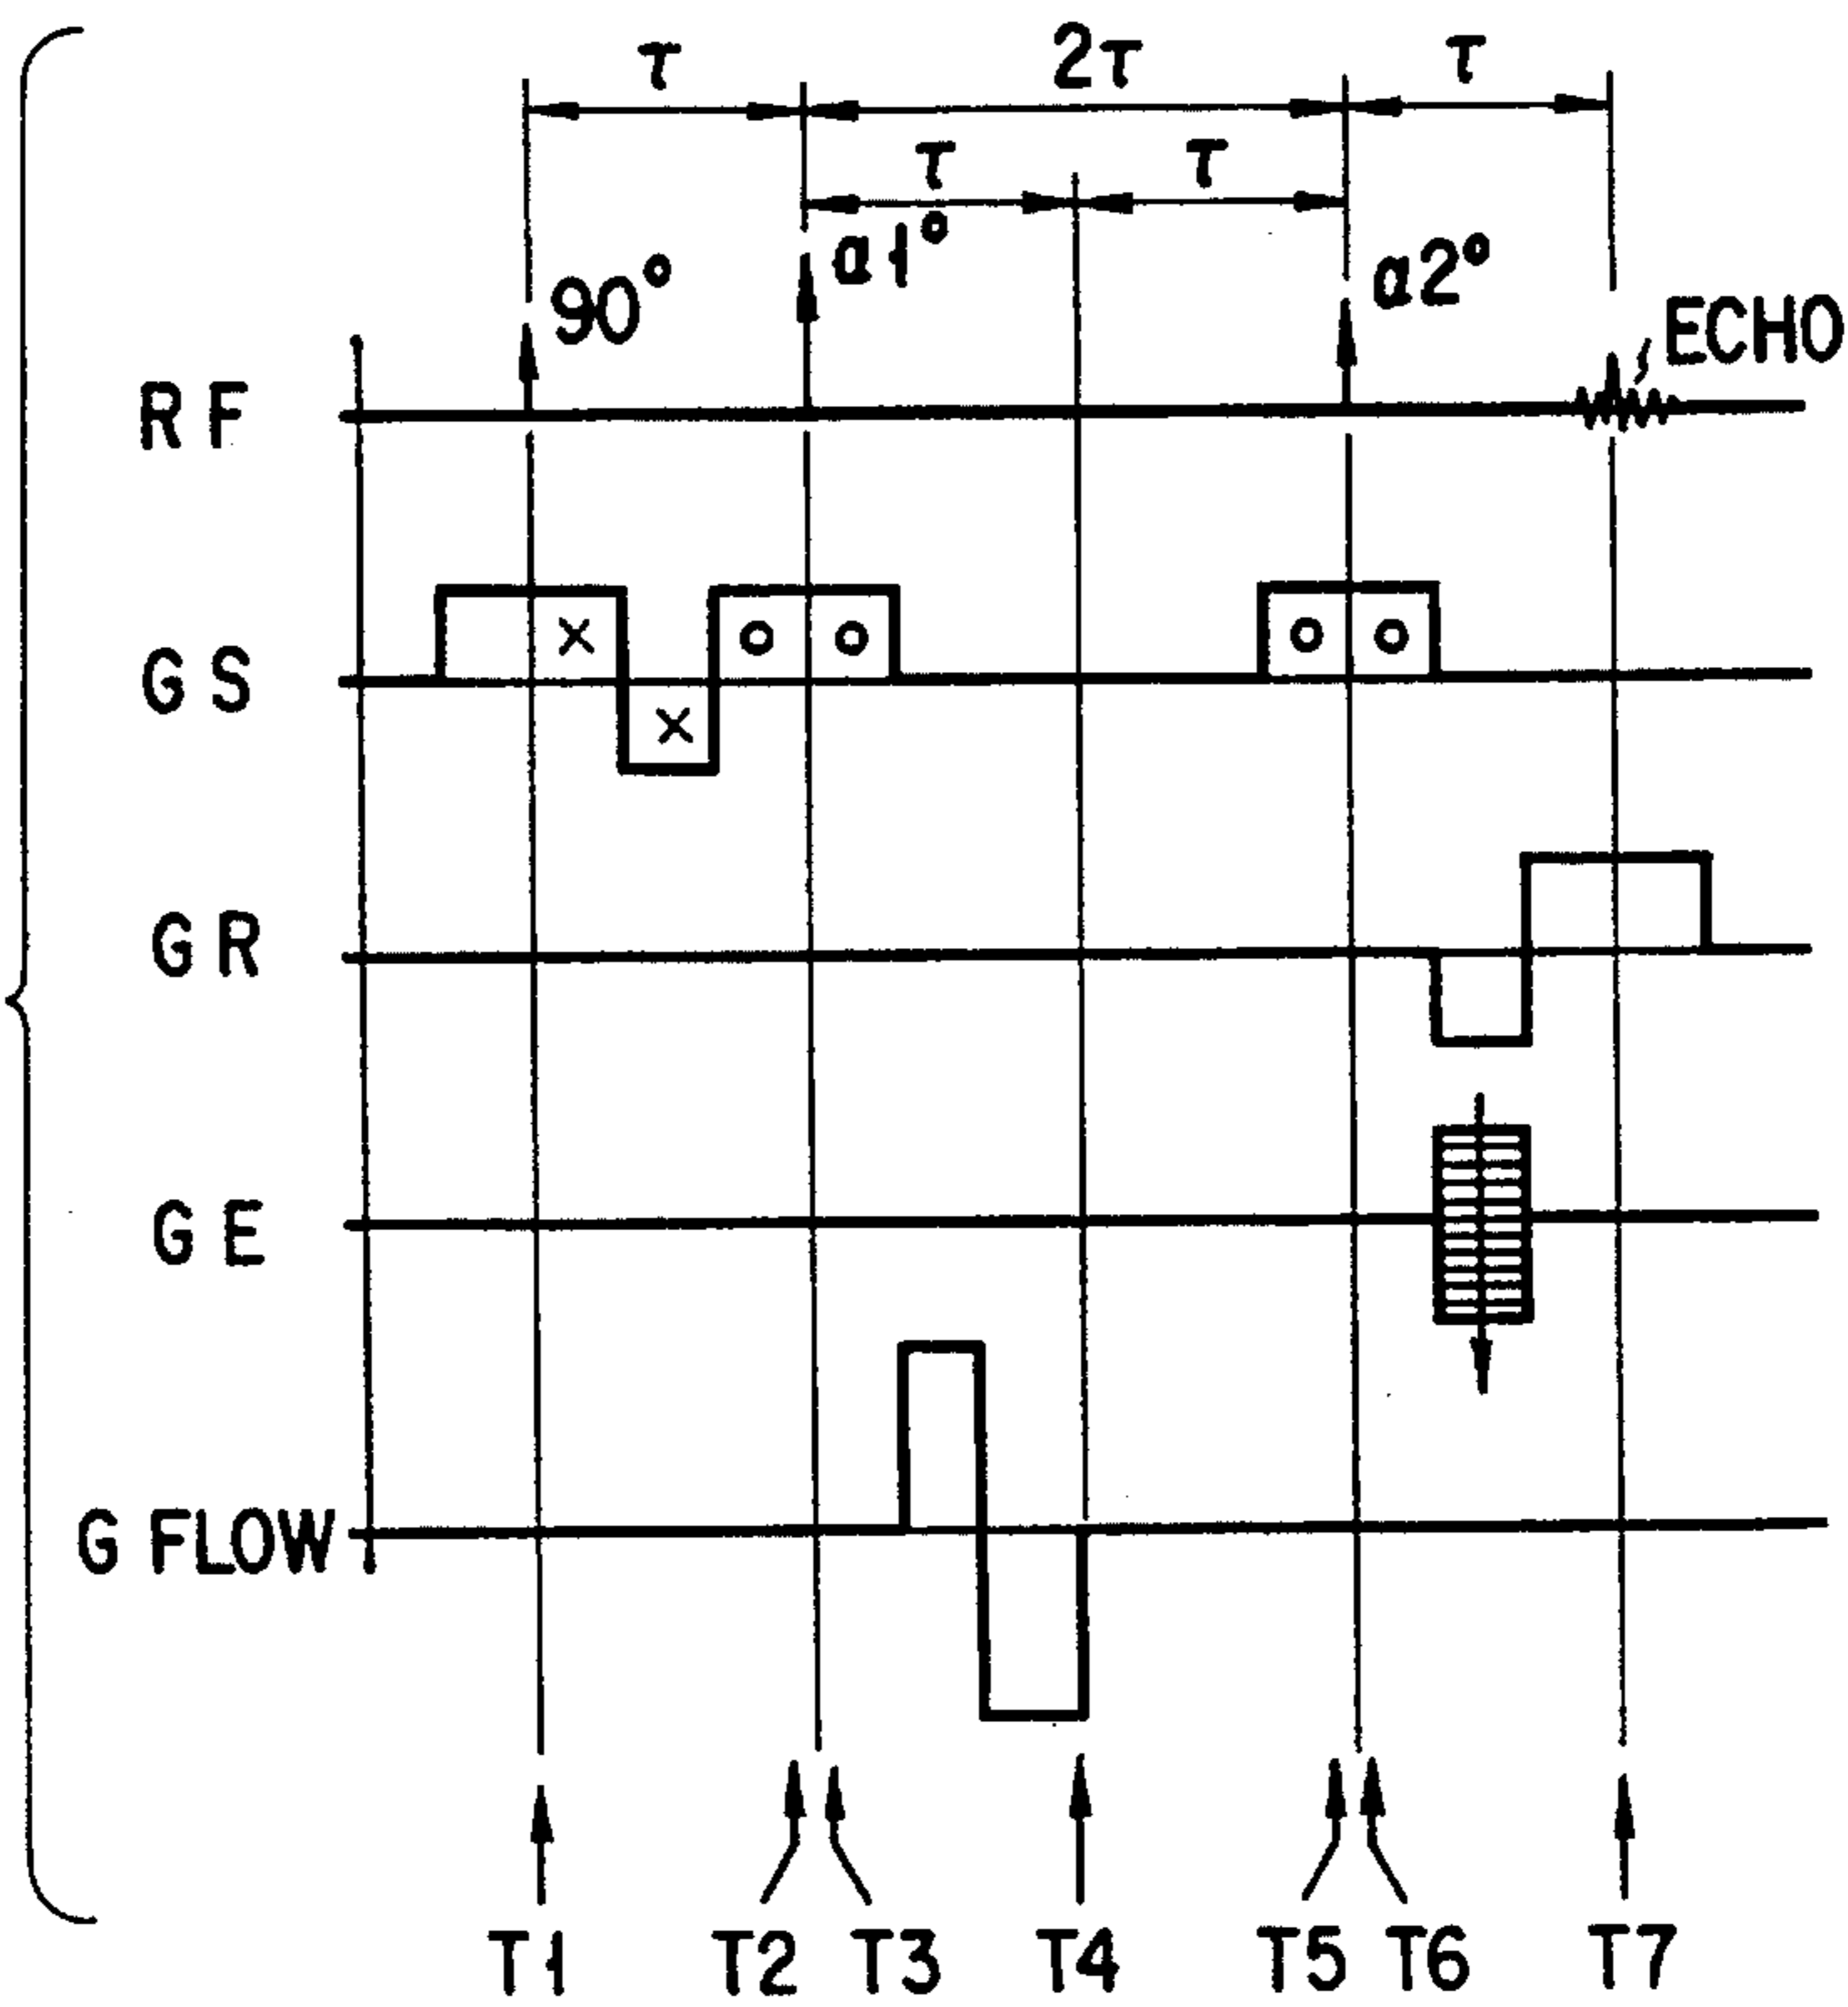 τ 2τ τ
τ τ
90° α1° α2° ECHO
RF
GS
GR
GE
G FLOW
T1 T2 T3 T4 T5 T6 T7